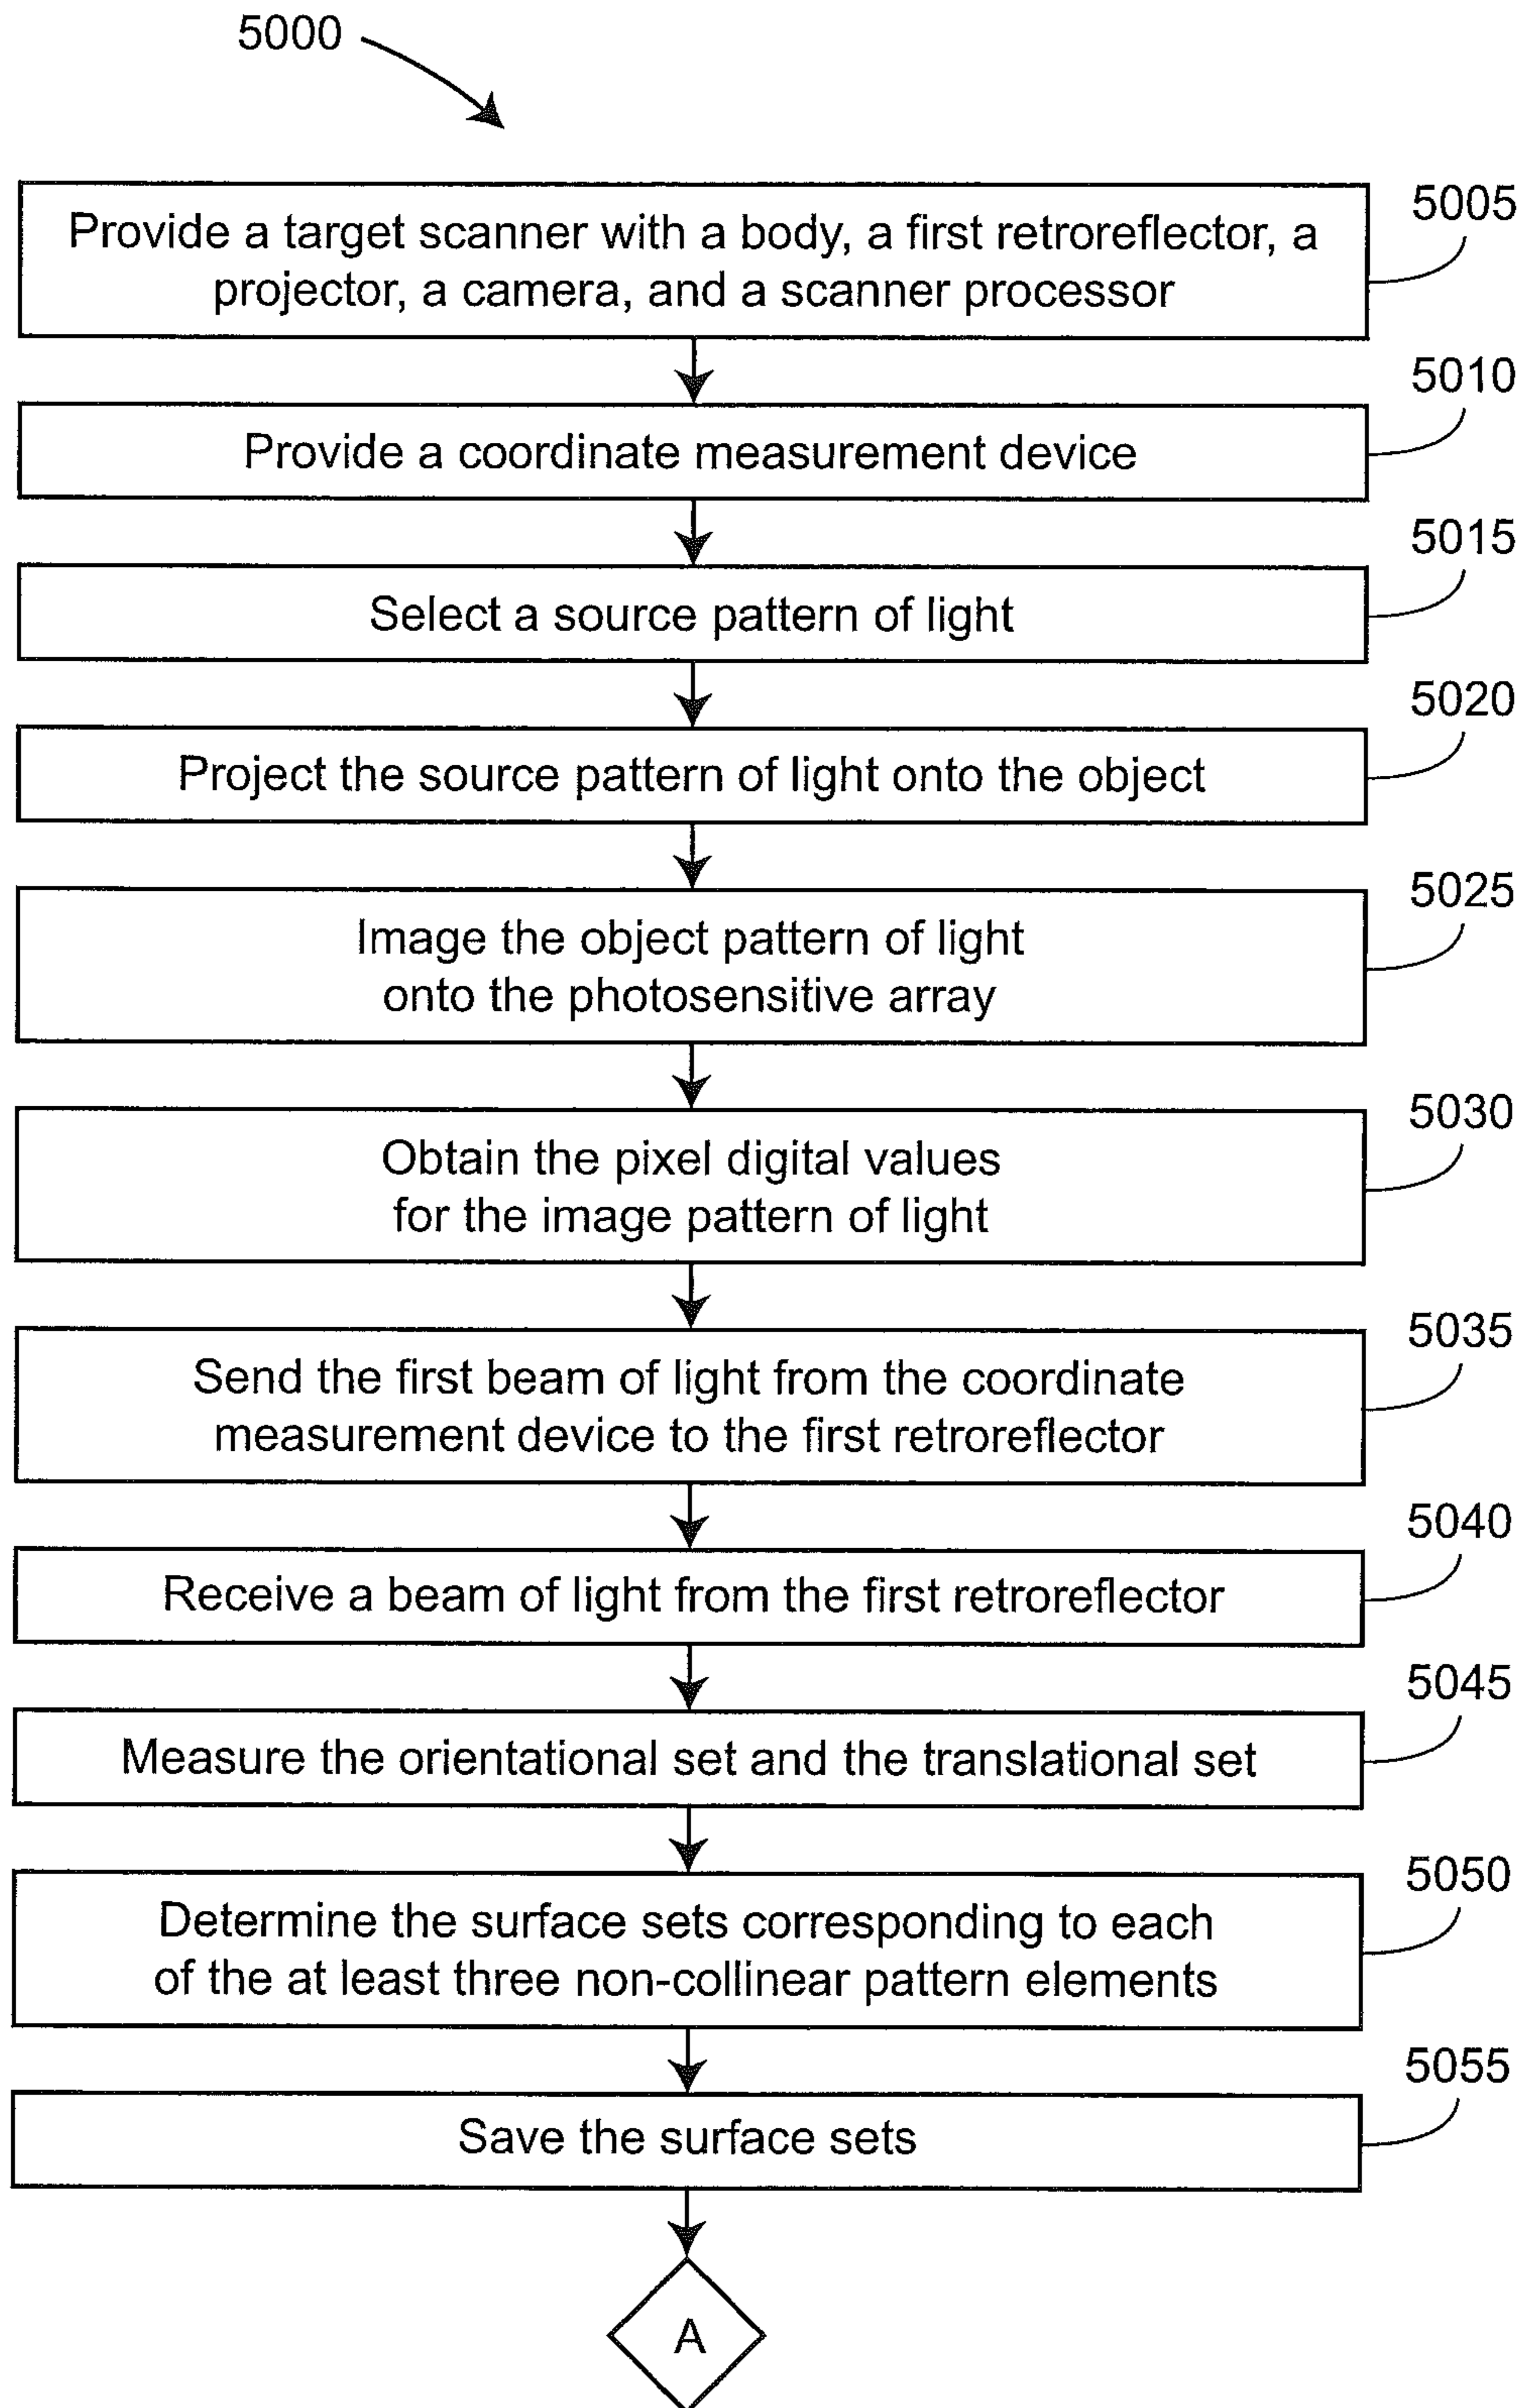 5000
5005
Provide a target scanner with a body, a first retroreflector, a
projector, a camera, and a scanner processor
5010
Provide a coordinate measurement device
5015
Select a source pattern of light
5020
Project the source pattern of light onto the object
5025
Image the object pattern of light
onto the photosensitive array
5030
Obtain the pixel digital values
for the image pattern of light
5035
Send the first beam of light from the coordinate
measurement device to the first retroreflector
5040
Receive a beam of light from the first retroreflector
5045
Measure the orientational set and the translational set
5050
Determine the surface sets corresponding to each
of the at least three non-collinear pattern elements
5055
Save the surface sets
A